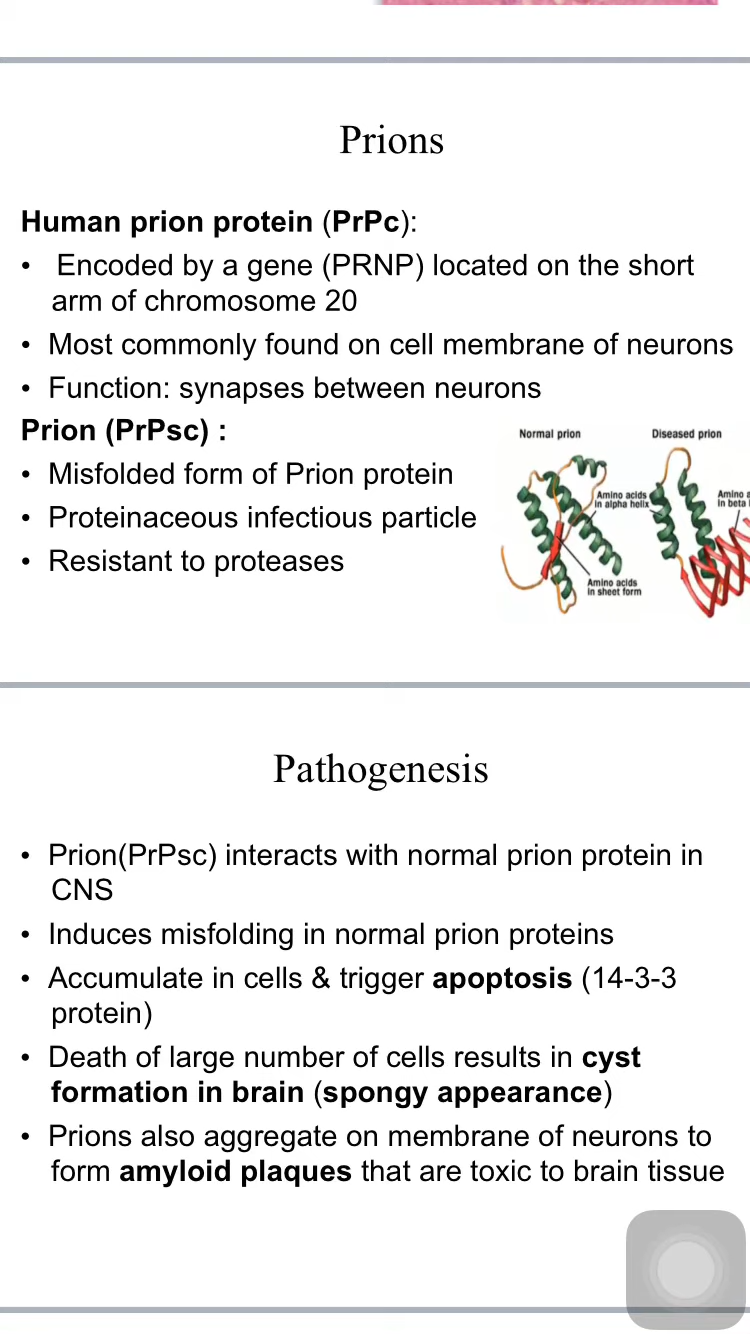 Prions
Human prion protein (PrPc):
• Encoded by a gene (PRNP) located on the short
arm of chromosome 20
• Most commonly found on cell membrane of neurons
• Function: synapses between neurons
Prion (PrPsc) :
• Misfolded form of Prion protein
• Proteinaceous infectious particle
• Resistant to proteases
Normal prion
Diseased prion
Amino acids
in alpha helix
Amino
in beta
Amino acids
in sheet form
Pathogenesis
• Prion(PrPsc) interacts with normal prion protein in
CNS
• Induces misfolding in normal prion proteins
• Accumulate in cells & trigger apoptosis (14-3-3
protein)
• Death of large number of cells results in cyst
formation in brain (spongy appearance)
• Prions also aggregate on membrane of neurons to
form amyloid plaques that are toxic to brain tissue